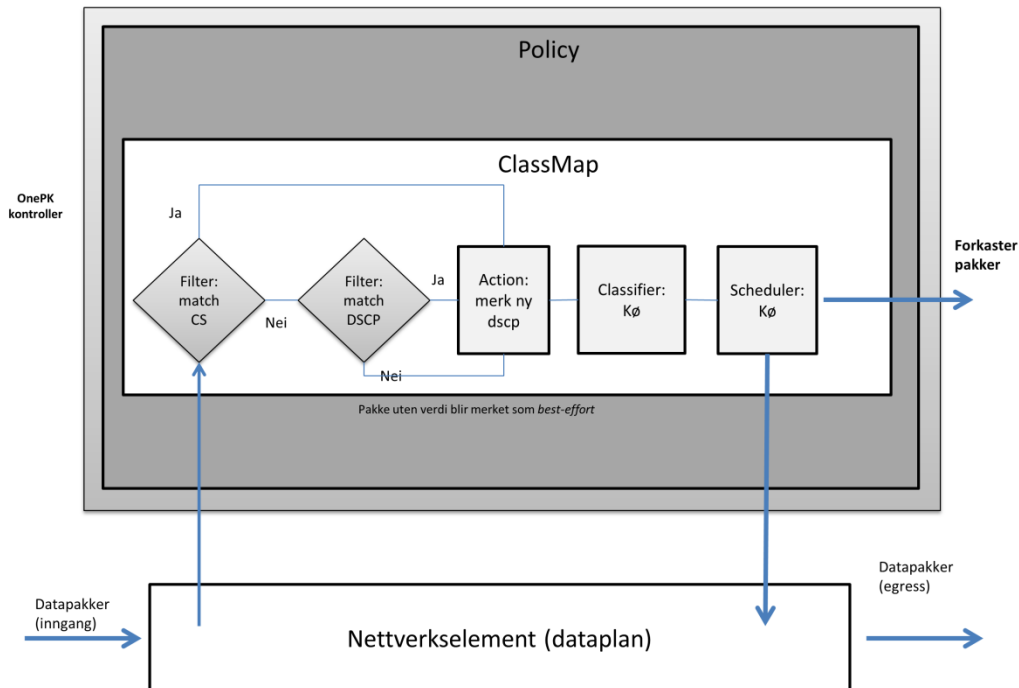 Policy
ClassMap
OnePK
kontroller
Ja
Filter:
match
CS
Nei
Filter:
match
DSCP
Ja
Nei
Action:
merk ny
dscp
Classifier:
Kø
Scheduler:
Kø
Forkaster
pakker
Pakke uten verdi blir merket som best-effort
Datapakker
(inngang)
Nettverkselement (dataplan)
Datapakker
(egress)